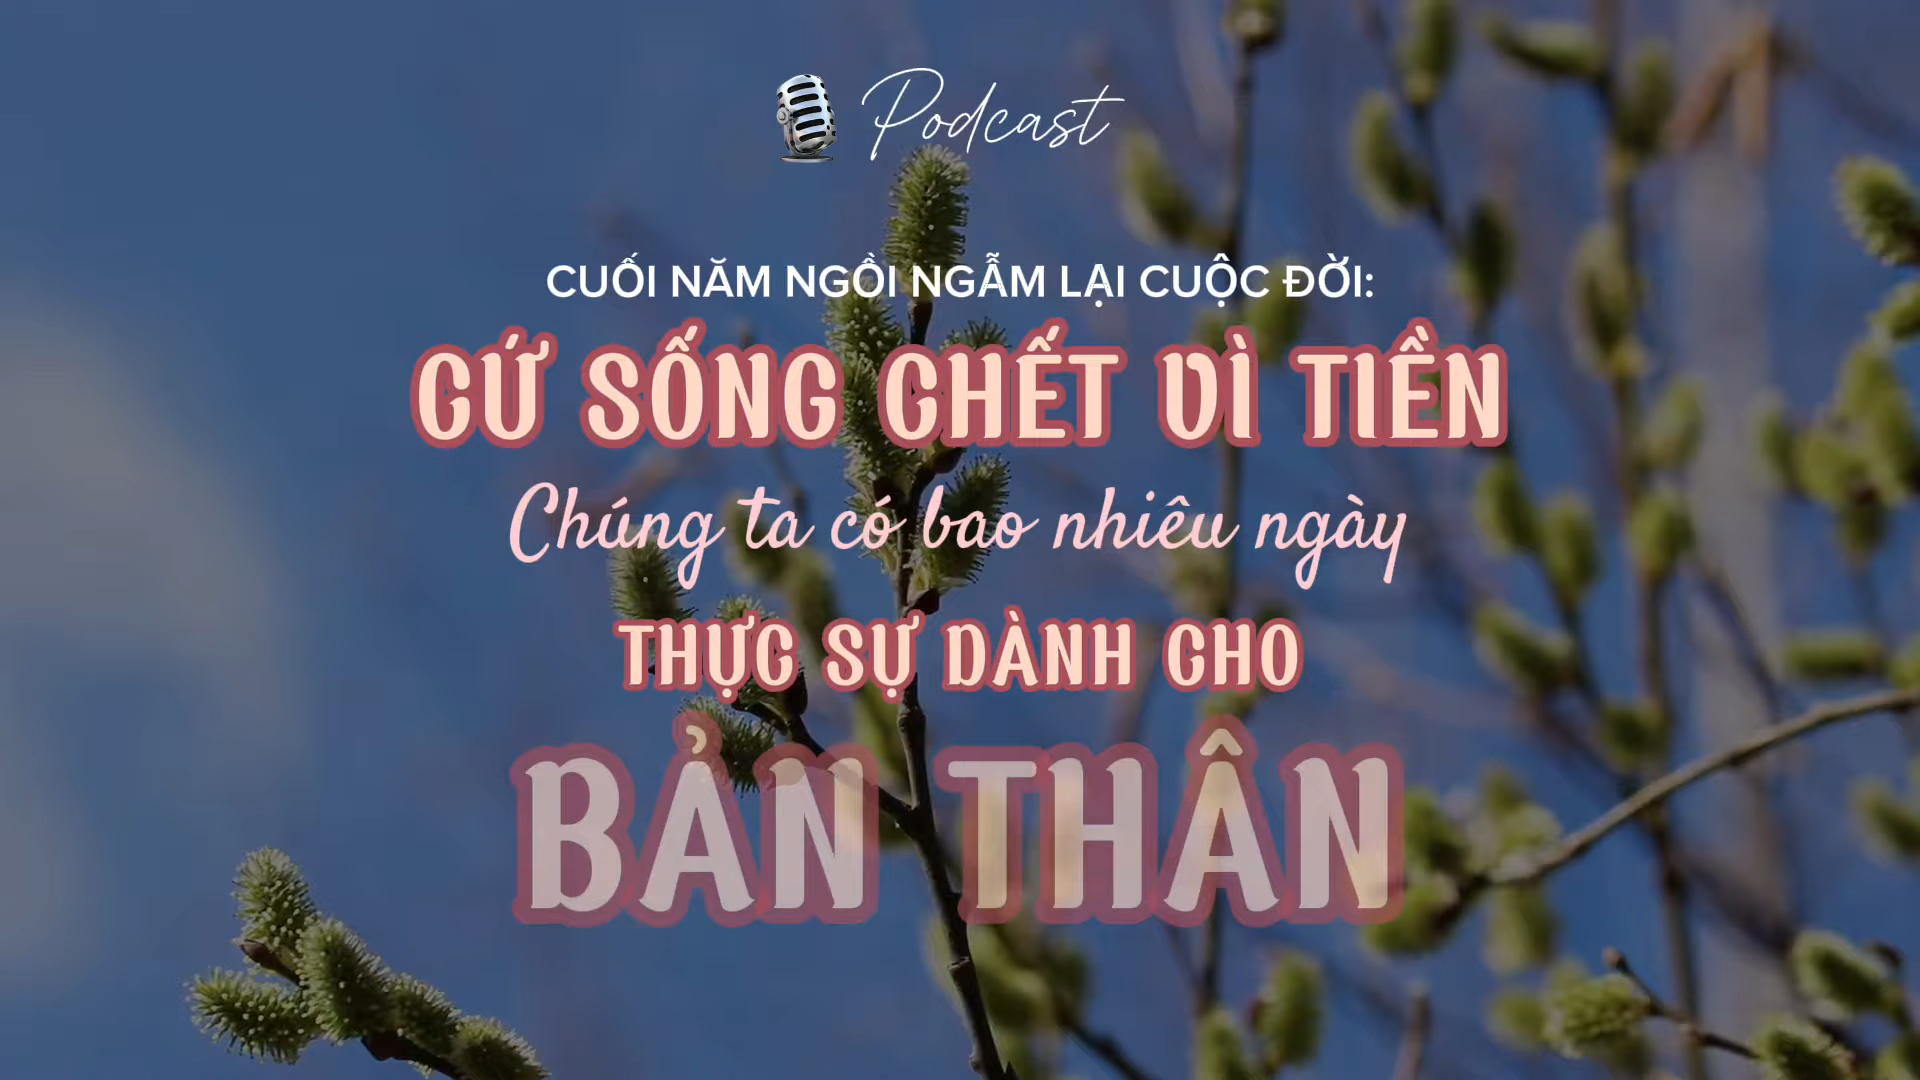 Podcast
CUỐI NĂM NGỒI NGẪM LẠI CUỘC ĐỜI:
CỨ SỐNG CHẾT VÌ TIỀN
Chúng ta có bao nhiêu ngày
THỰC SỰ DÀNH CHO
BẢN THÂN